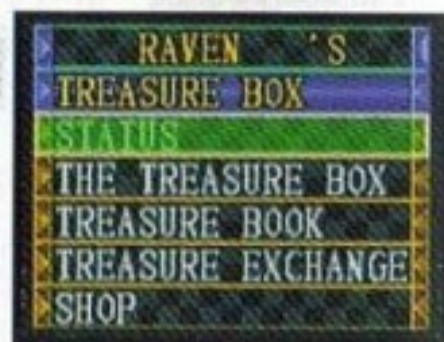 RAVEN 'S
TREASURE BOX
STATUS
THE TREASURE BOX
TREASURE BOOK
TREASURE EXCHANGE
SHOP